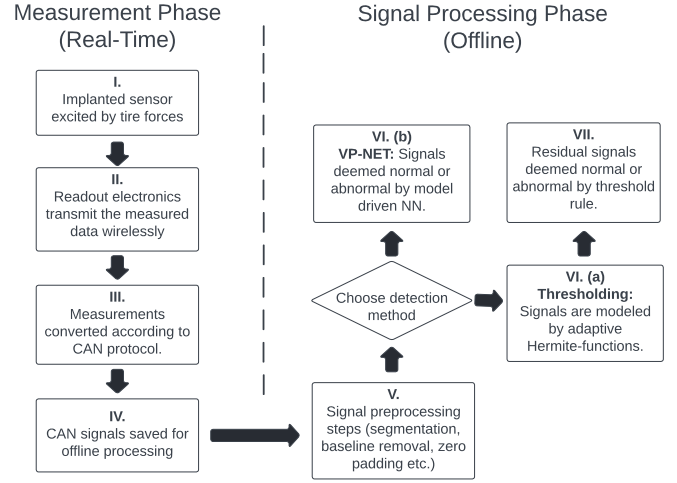 Measurement Phase
(Real-Time)
I.
Implanted sensor
excited by tire forces
II.
Readout electronics
transmit the measured
data wirelessly
III.
Measurements
converted according to
CAN protocol.
IV.
CAN signals saved for
offline processing
Signal Processing Phase
(Offline)
V.
Signal preprocessing
steps (segmentation,
baseline removal, zero
padding etc.)
Choose detection
method
VI. (b)
VP-NET: Signals
deemed normal or
abnormal by model
driven NN.
VI. (a)
Thresholding:
Signals are modeled
by adaptive
Hermite-functions.
VII.
Residual signals
deemed normal or
abnormal by threshold
rule.